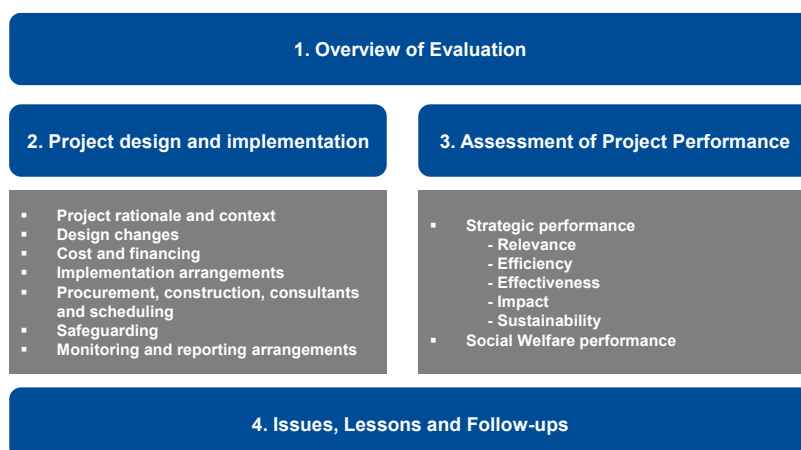 1. Overview of Evaluation
2. Project design and implementation
▪ Project rationale and context
▪ Design changes
▪ Cost and financing
▪ Implementation arrangements
▪ Procurement, construction, consultants
and scheduling
▪ Safeguarding
▪ Monitoring and reporting arrangements
3. Assessment of Project Performance
▪ Strategic performance
- Relevance
- Efficiency
- Effectiveness
- Impact
- Sustainability
▪ Social Welfare performance
4. Issues, Lessons and Follow-ups